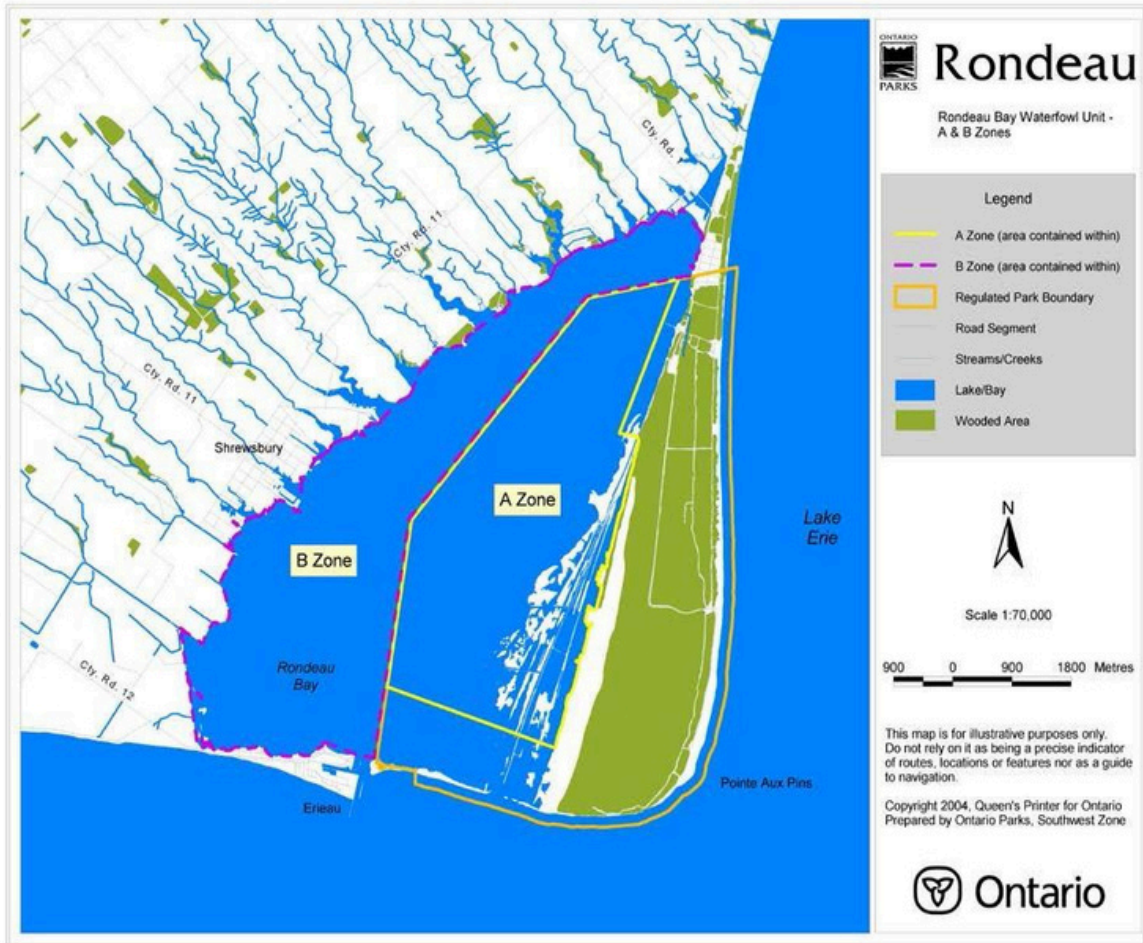 Cty. Rd. 1
Cty. Rd. 11
Cty. Rd. 11
Shrewsbury
A Zone
B Zone
Lake
Erie
Rondeau
Bay
Cty. Rd. 12
Erieau
Pointe Aux Pins
ONTARIO
PARKS
Rondeau
Rondeau Bay Waterfowl Unit -
A & B Zones
Legend
A Zone (area contained within)
B Zone (area contained within)
Regulated Park Boundary
Road Segment
Streams/Creeks
Lake/Bay
Wooded Area
N
Scale 1:70,000
900 0 900 1800 Metres
This map is for illustrative purposes only.
Do not rely on it as being a precise indicator
of routes, locations or features nor as a guide
to navigation.
Copyright 2004, Queen's Printer for Ontario
Prepared by Ontario Parks, Southwest Zone
Ontario